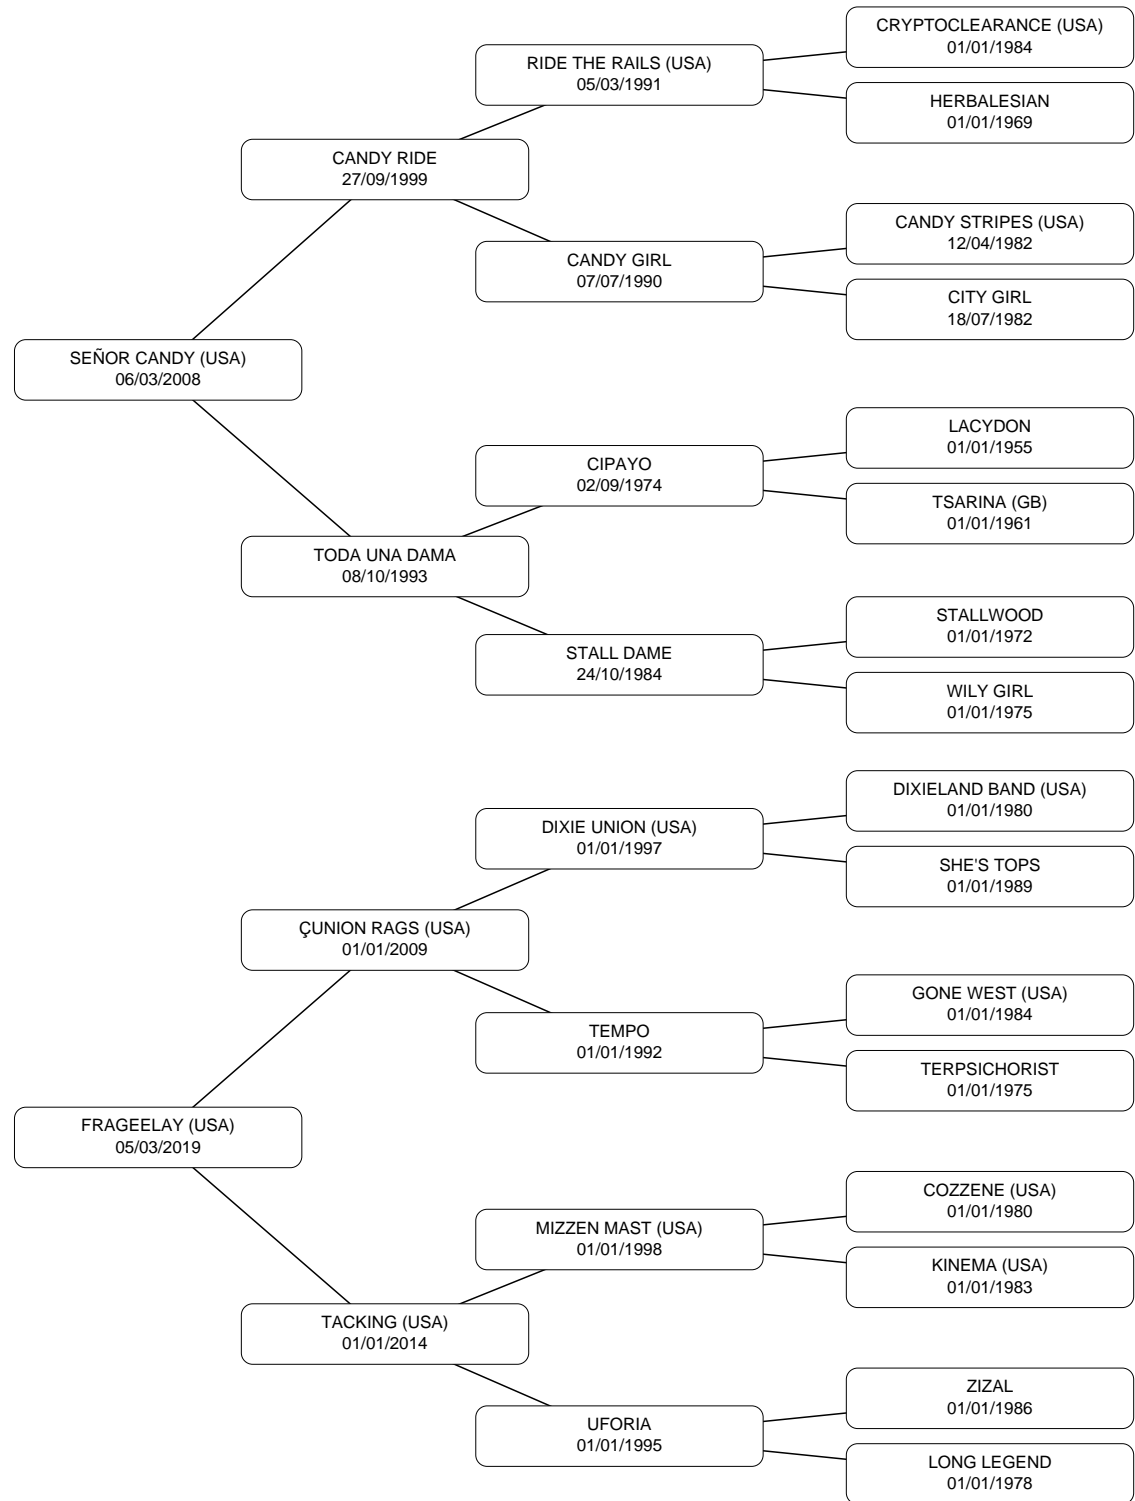 CRYPTOCLEARANCE (USA)
01/01/1984
RIDE THE RAILS (USA)
05/03/1991
HERBALESIAN
01/01/1969
CANDY RIDE
27/09/1999
CANDY STRIPES (USA)
12/04/1982
CANDY GIRL
07/07/1990
CITY GIRL
18/07/1982
SEÑOR CANDY (USA)
06/03/2008
LACYDON
01/01/1955
CIPAYO
02/09/1974
TSARINA (GB)
01/01/1961
TODA UNA DAMA
08/10/1993
STALLWOOD
01/01/1972
STALL DAME
24/10/1984
WILY GIRL
01/01/1975
DIXIELAND BAND (USA)
01/01/1980
DIXIE UNION (USA)
01/01/1997
SHE'S TOPS
01/01/1989
ÇUNION RAGS (USA)
01/01/2009
GONE WEST (USA)
01/01/1984
TEMPO
01/01/1992
TERPSICHORIST
01/01/1975
FRAGEELAY (USA)
05/03/2019
COZZENE (USA)
01/01/1980
MIZZEN MAST (USA)
01/01/1998
KINEMA (USA)
01/01/1983
TACKING (USA)
01/01/2014
ZIZAL
01/01/1986
UFORIA
01/01/1995
LONG LEGEND
01/01/1978